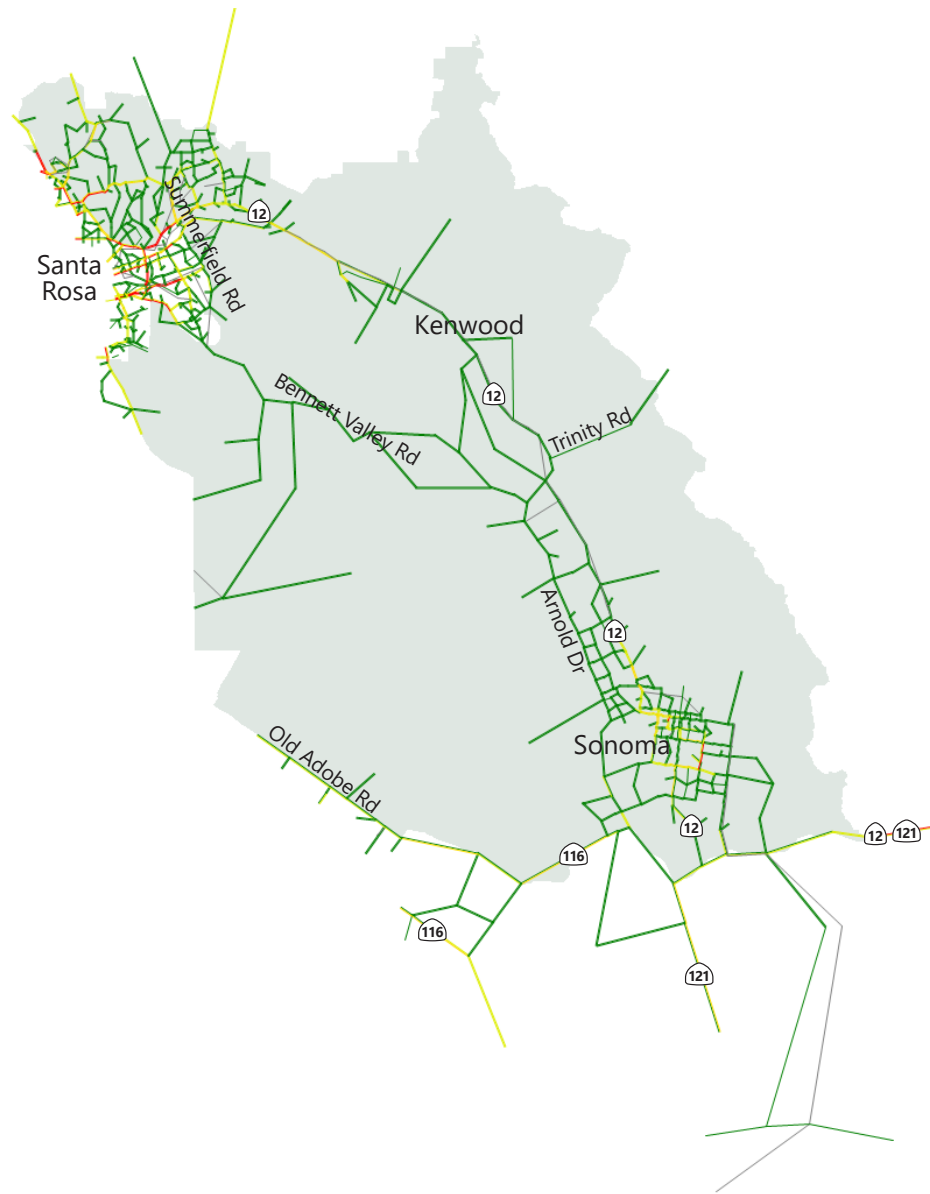 Summerfield Rd
12
Santa
Rosa
Kenwood
Bennett Valley Rd
12
Trinity Rd
Arnold Dr
12
Old Adobe Rd
Sonoma
12
12
121
116
116
121